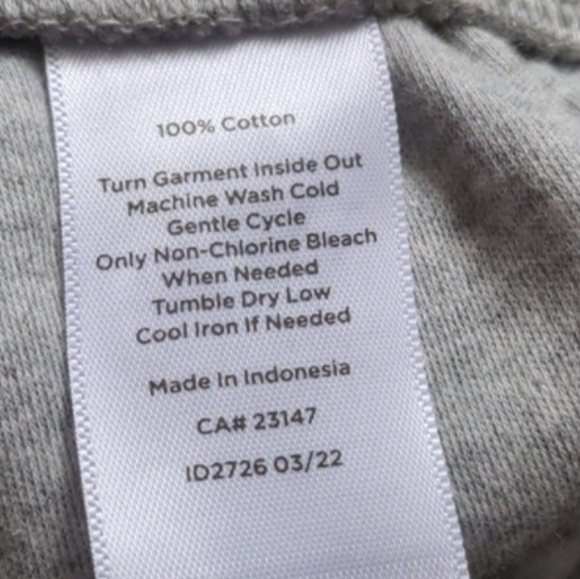 100% Cotton
Turn Garment Inside Out
Machine Wash Cold
Gentle Cycle
Only Non-Chlorine Bleach
When Needed
Tumble Dry Low
Cool Iron If Needed
Made In Indonesia
CA# 23147
ID2726 03/22